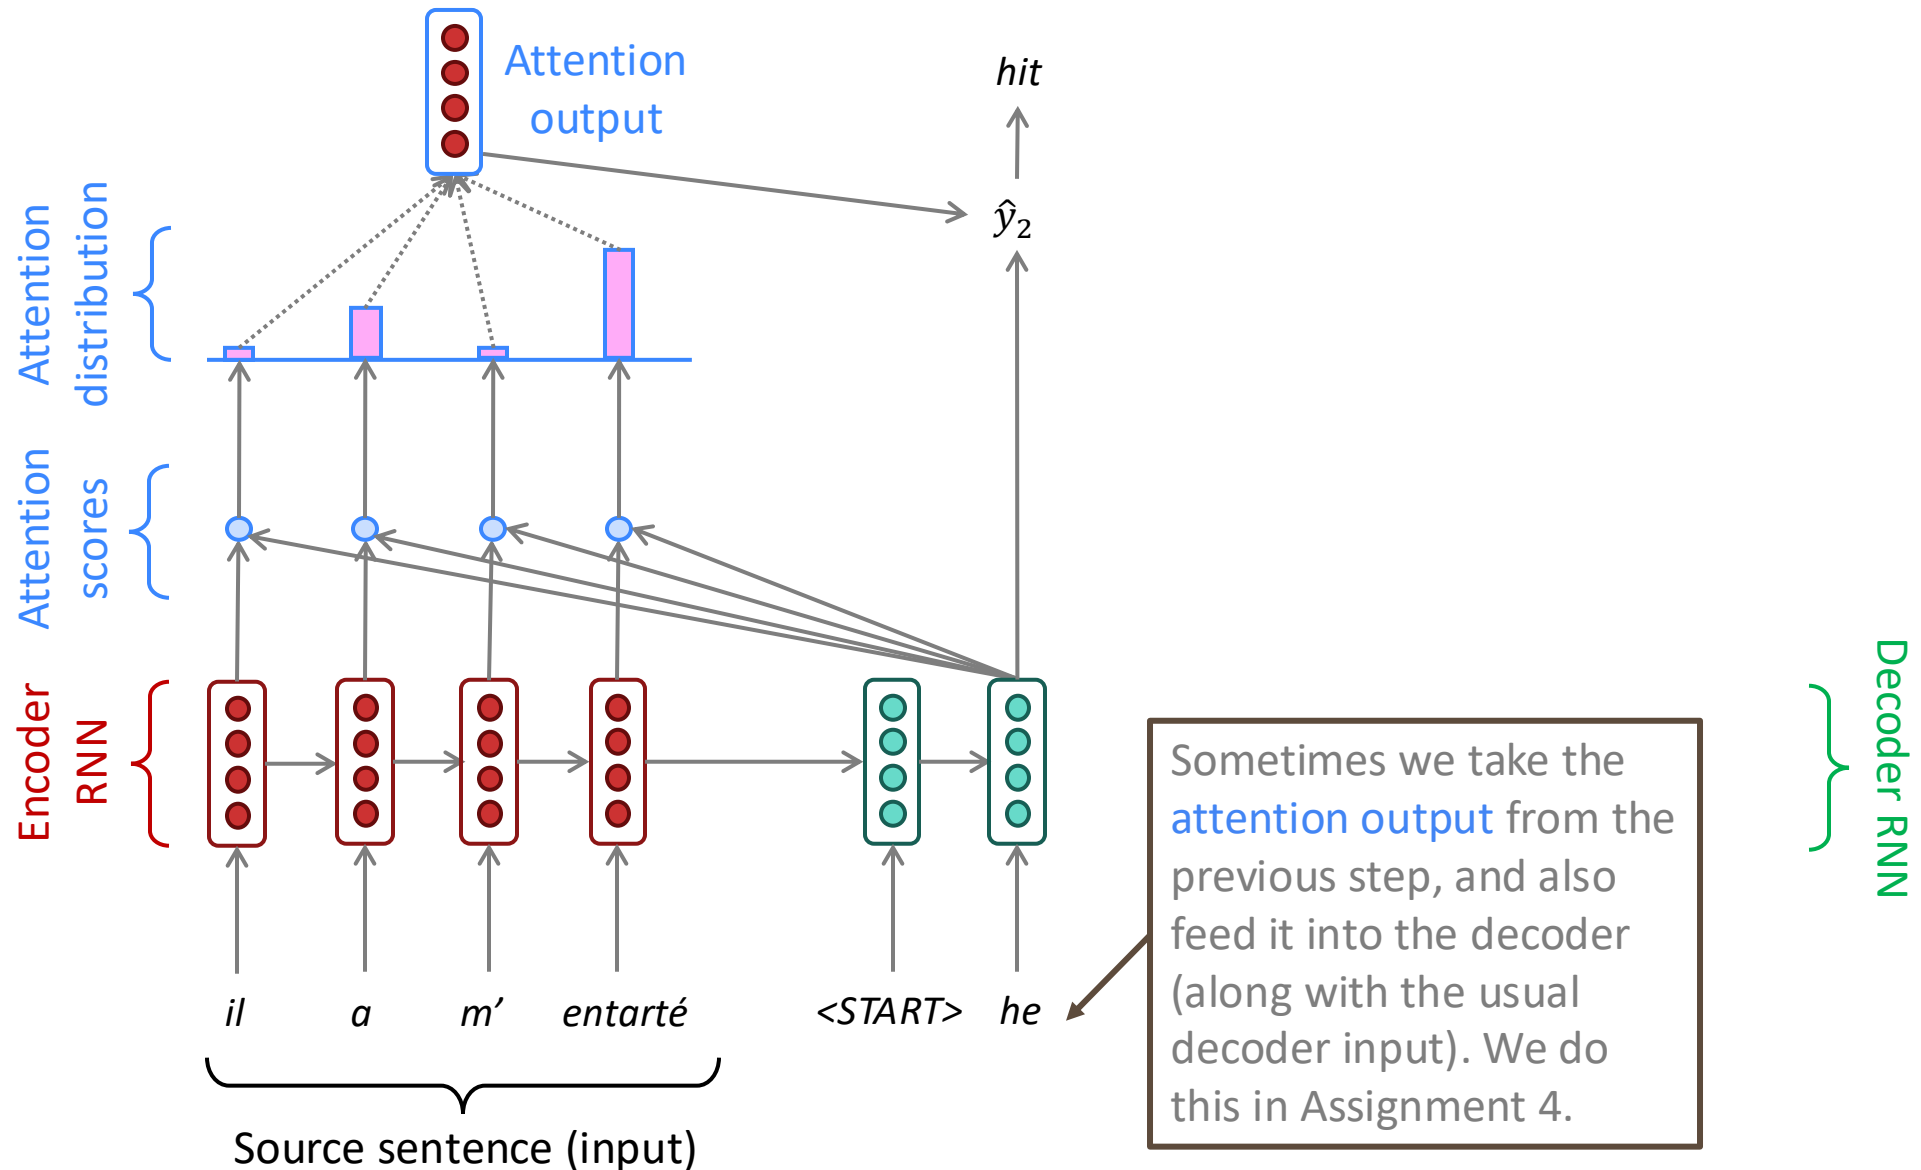 Attention
output
hit
ŷ₂
Attention
distribution
Attention
scores
Encoder
RNN
Decoder RNN
il a m’ entarté <START> he
Source sentence (input)
Sometimes we take the
attention output from the
previous step, and also
feed it into the decoder
(along with the usual
decoder input). We do
this in Assignment 4.